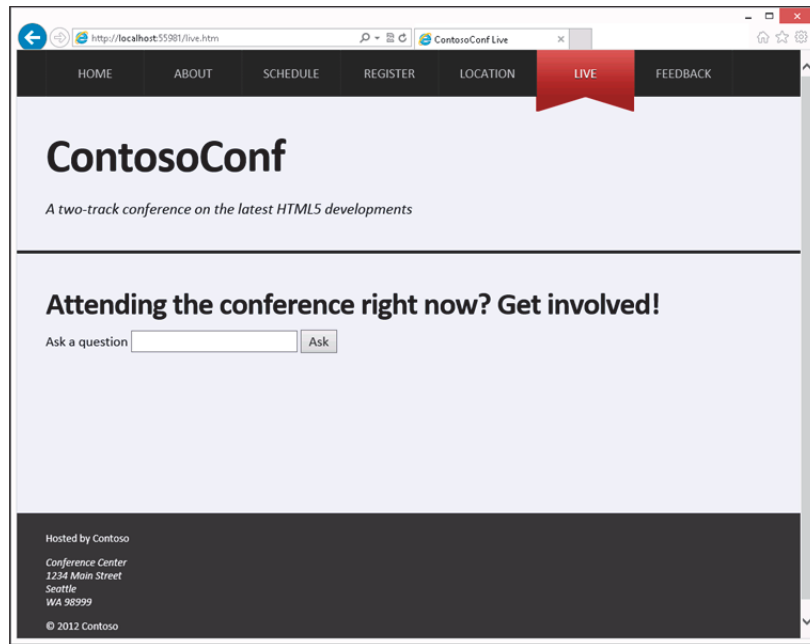 http://localhost:55981/live.htm
ContosoConf Live
HOME ABOUT SCHEDULE REGISTER LOCATION LIVE FEEDBACK
ContosoConf
A two-track conference on the latest HTML5 developments
Attending the conference right now? Get involved!
Ask a question Ask
Hosted by Contoso
Conference Center
1234 Main Street
Seattle
WA 98999
© 2012 Contoso